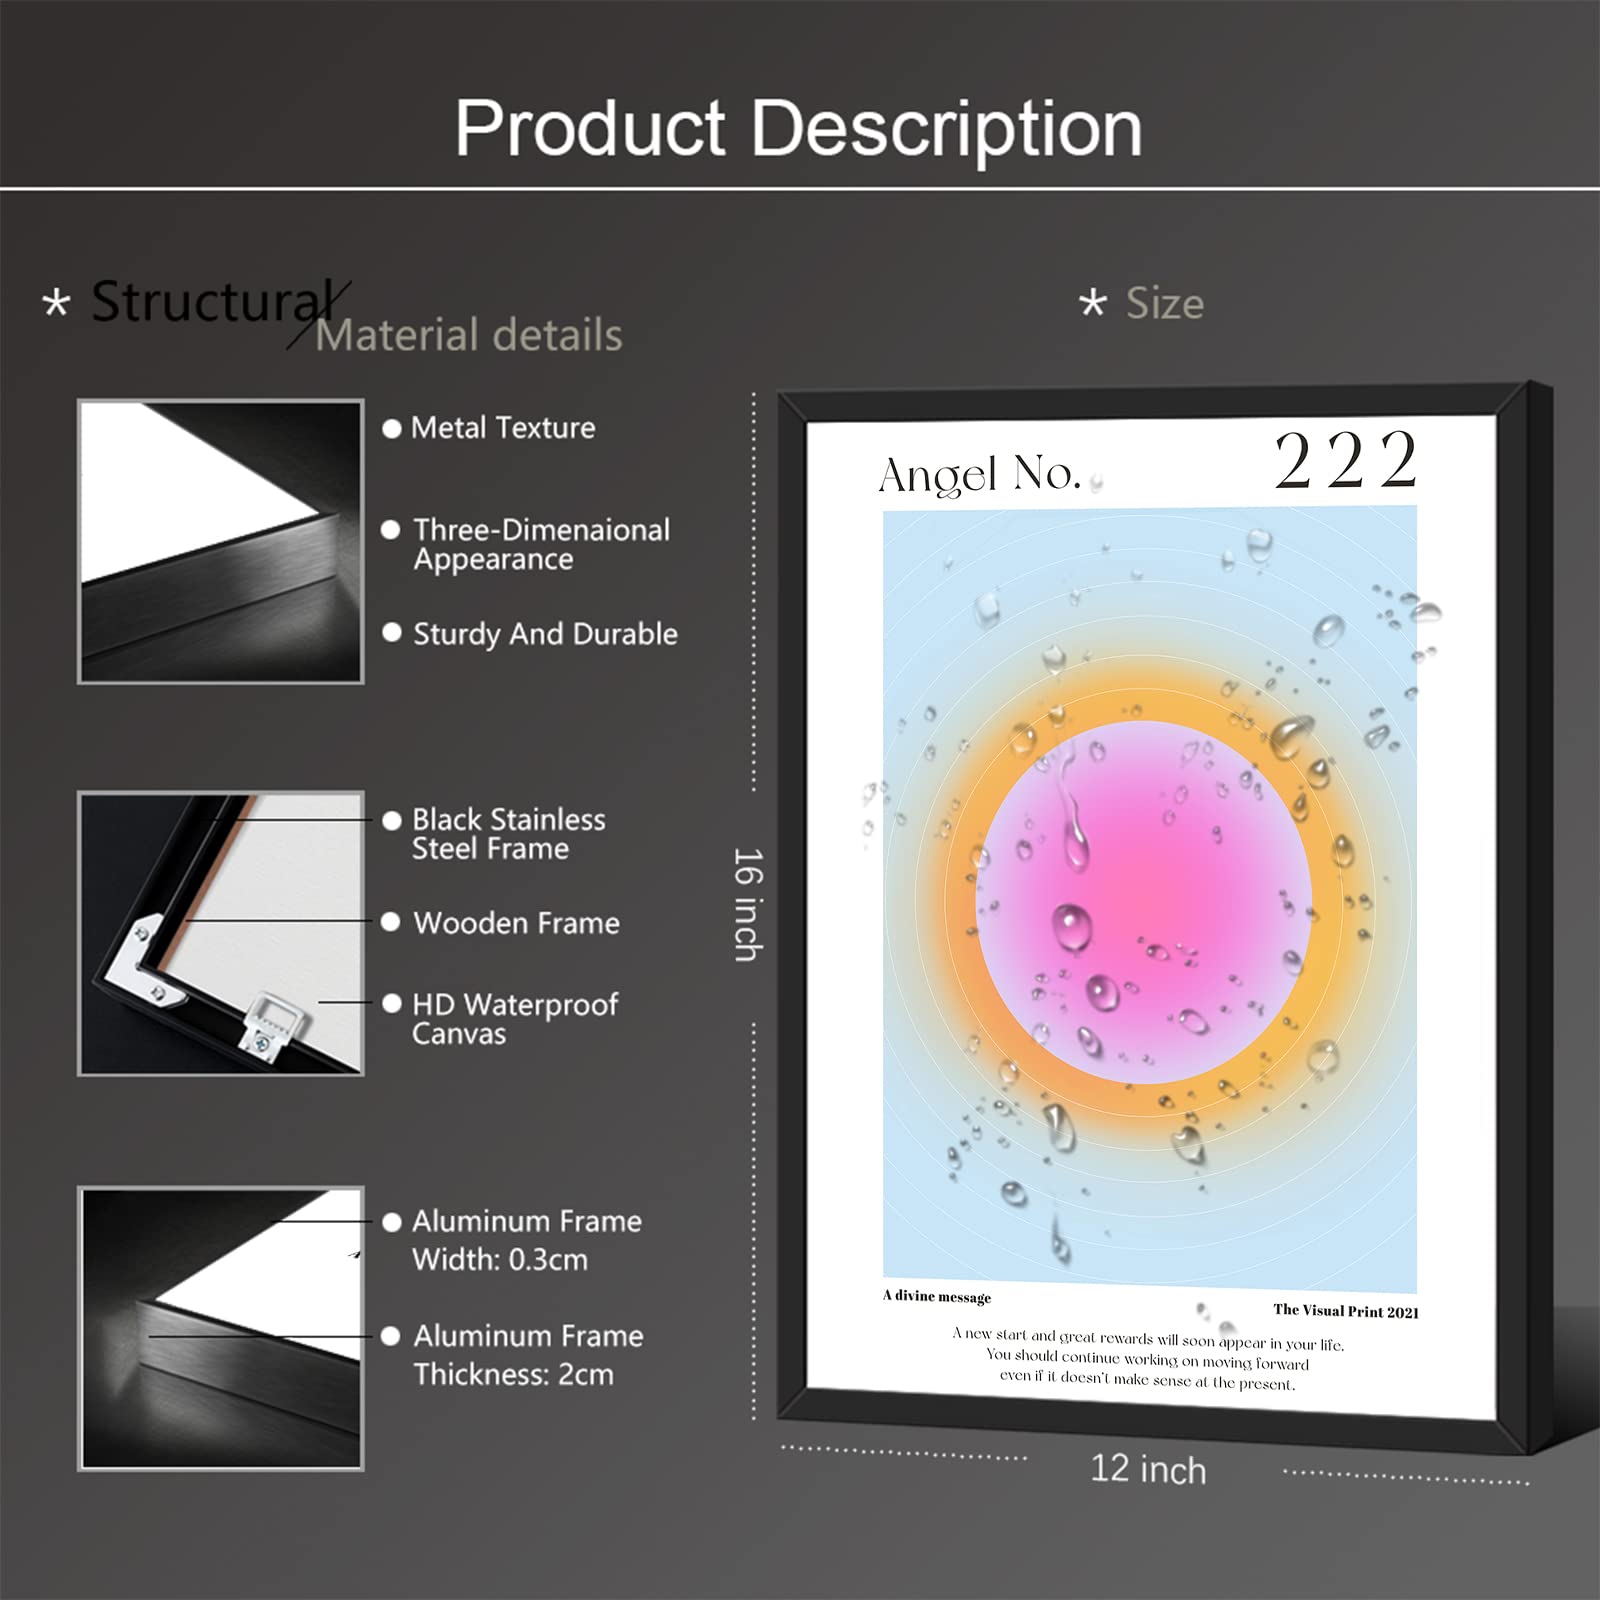 Product Description
* Structural
Material details
* Size
Metal Texture
Three-Dimenaional
Appearance
Sturdy And Durable
Black Stainless
Steel Frame
Wooden Frame
HD Waterproof
Canvas
Aluminum Frame
Width: 0.3cm
Aluminum Frame
Thickness: 2cm
16 inch
Angel No.
222
A divine message
The Visual Print 2021
A new start and great rewards will soon appear in your life.
You should continue working on moving forward
even if it doesn't make sense at the present.
12 inch